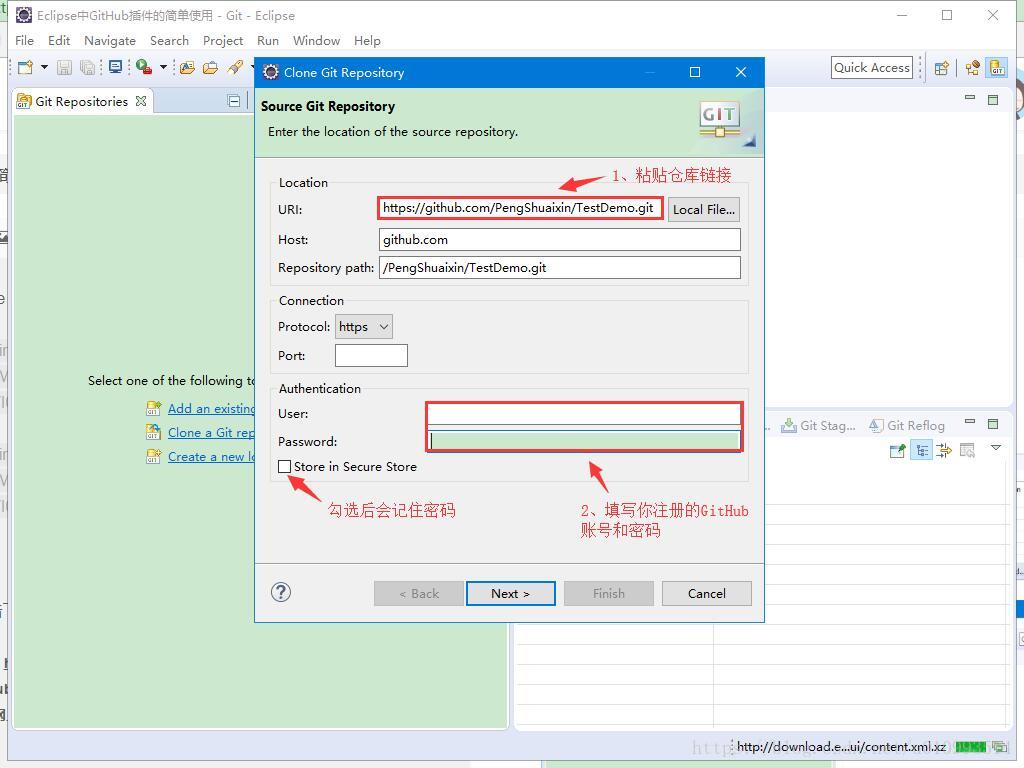 Eclipse中GitHub插件的简单使用 - Git - Eclipse
File Edit Navigate Search Project Run Window Help
Quick Access
Git Repositories
Clone Git Repository
Source Git Repository
Enter the location of the source repository.
GIT
1、粘贴仓库链接
Location
URI: https://github.com/PengShuaixin/TestDemo.git Local File...
Host: github.com
Repository path: /PengShuaixin/TestDemo.git
Connection
Protocol: https
Port:
Authentication
User:
Password:
Store in Secure Store
勾选后会记住密码
2、填写你注册的GitHub
账号和密码
< Back Next > Finish Cancel
Select one of the following to
Add an existing
Clone a Git rep
Create a new lo
Git Stag... Git Reflog
http://download.e...ui/content.xml.xz